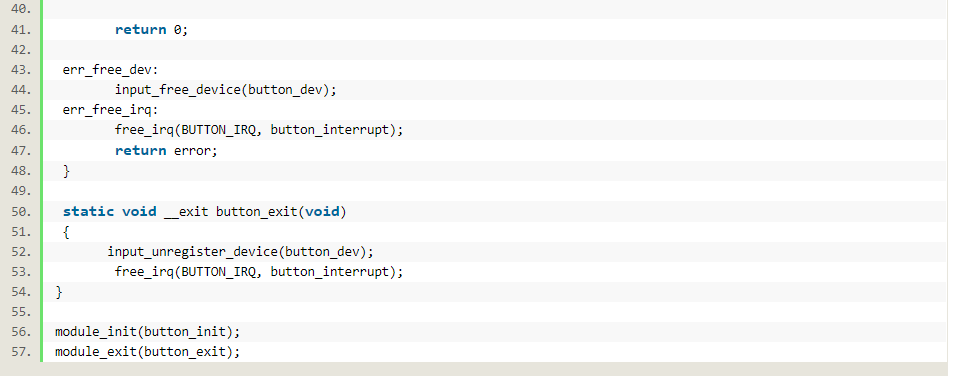 40.
41.         return 0;
42.
43.  err_free_dev:
44.         input_free_device(button_dev);
45.  err_free_irq:
46.         free_irq(BUTTON_IRQ, button_interrupt);
47.         return error;
48.  }
49.
50.  static void __exit button_exit(void)
51.  {
52.        input_unregister_device(button_dev);
53.         free_irq(BUTTON_IRQ, button_interrupt);
54. }
55.
56. module_init(button_init);
57. module_exit(button_exit);